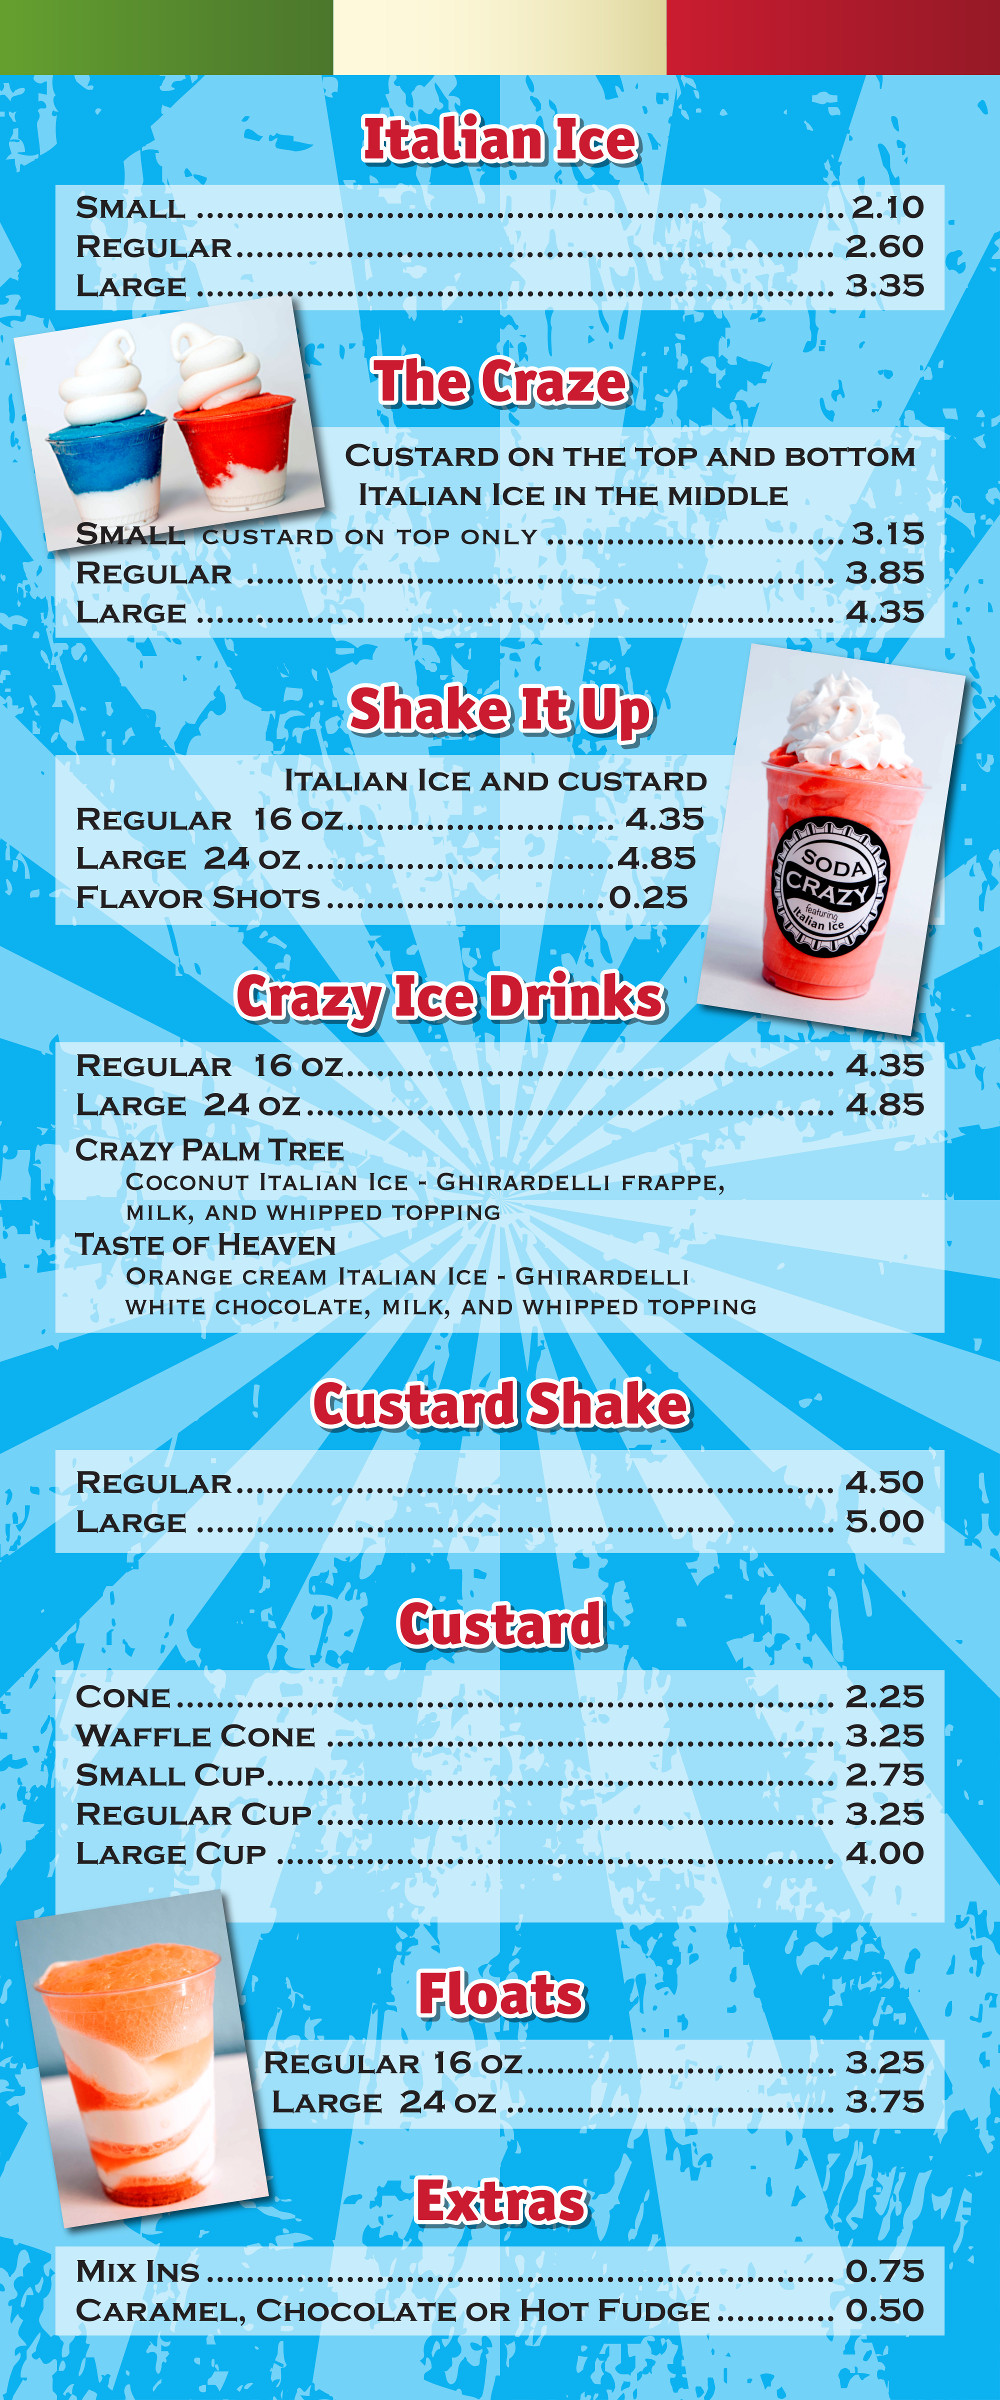 Italian Ice
Small ................................................................. 2.10
Regular............................................................ 2.60
Large ................................................................ 3.35
The Craze
Custard on the top and bottom
Italian Ice in the middle
Small custard on top only .............................. 3.15
Regular ........................................................... 3.85
Large ................................................................ 4.35
Shake It Up
Italian Ice and custard
Regular 16 oz........................... 4.35
Large 24 oz...............................4.85
Flavor Shots............................0.25
SODA
CRAZY
featuring
Italian Ice
Crazy Ice Drinks
Regular 16 oz................................................. 4.35
Large 24 oz..................................................... 4.85
Crazy Palm Tree
Coconut Italian Ice - Ghirardelli frappe,
milk, and whipped topping
Taste of Heaven
Orange cream Italian Ice - Ghirardelli
white chocolate, milk, and whipped topping
Custard Shake
Regular............................................................ 4.50
Large ................................................................ 5.00
Custard
Cone.................................................................. 2.25
Waffle Cone ................................................... 3.25
Small Cup......................................................... 2.75
Regular Cup.................................................... 3.25
Large Cup ........................................................ 4.00
Floats
Regular 16 oz............................... 3.25
Large 24 oz ................................. 3.75
Extras
Mix Ins............................................................... 0.75
Caramel, Chocolate or Hot Fudge............ 0.50